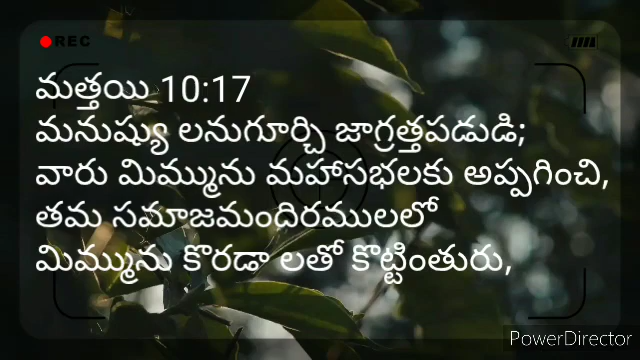 REC
మత్తయి 10:17
మనుష్యు లనుగూర్చి జాగ్రత్తపడుడి;
వారు మిమ్మును మహాసభలకు అప్పగించి,
తమ సమాజమందిరములలో
మిమ్మును కొరడా లతో కొట్టింతురు,
PowerDirector